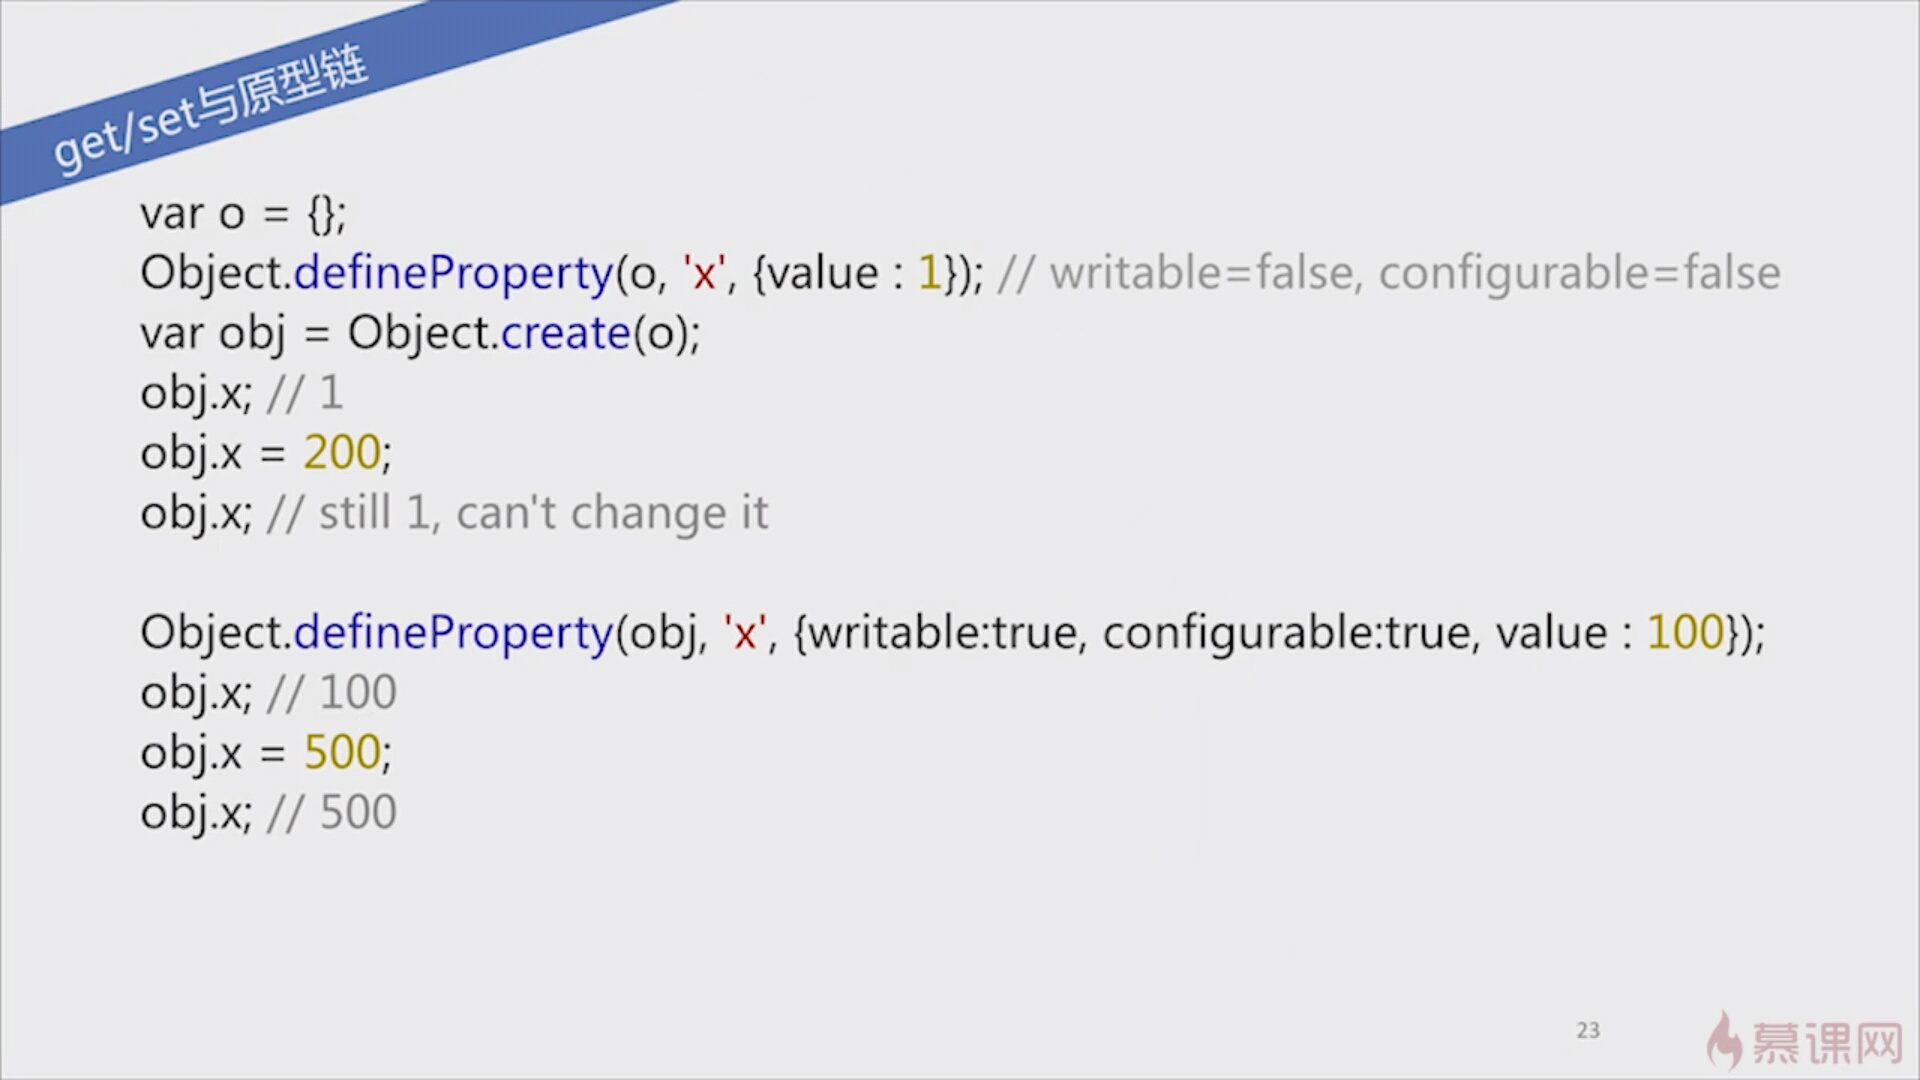 get/set与原型链
var o = {};
Object.defineProperty(o, 'x', {value : 1}); // writable=false, configurable=false
var obj = Object.create(o);
obj.x; // 1
obj.x = 200;
obj.x; // still 1, can't change it
Object.defineProperty(obj, 'x', {writable:true, configurable:true, value : 100});
obj.x; // 100
obj.x = 500;
obj.x; // 500
23
慕课网